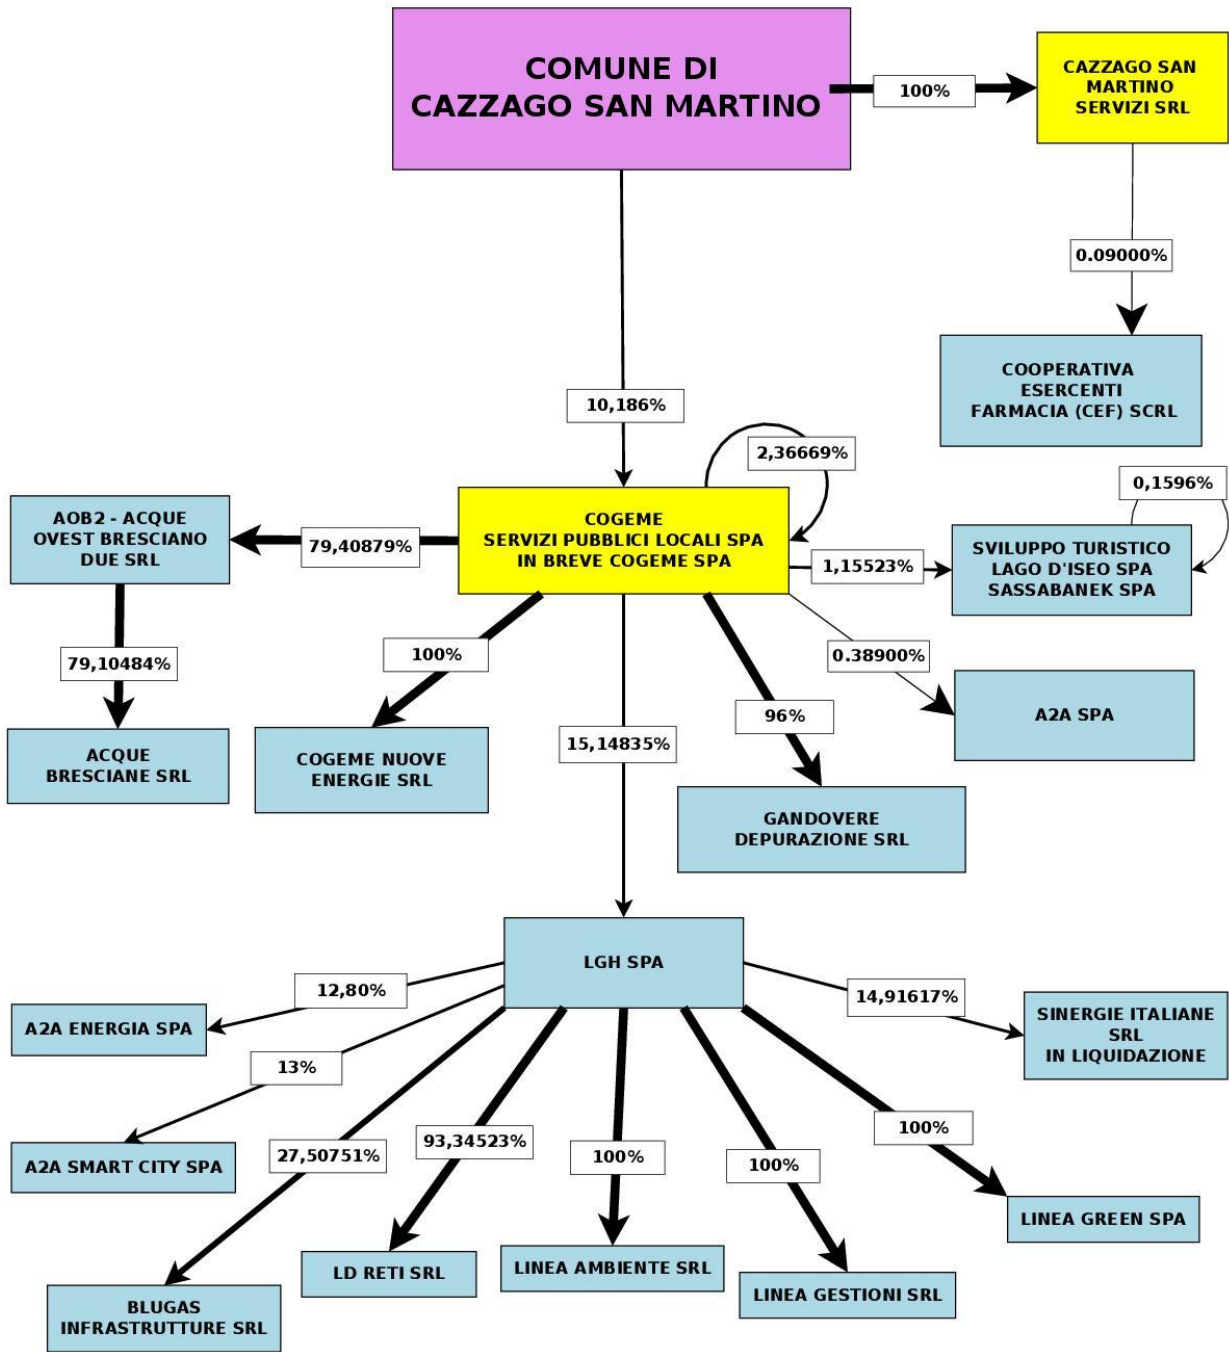 COMUNE DI
CAZZAGO SAN MARTINO
100%
CAZZAGO SAN
MARTINO
SERVIZI SRL
0.09000%
COOPERATIVA
ESERCENTI
FARMACIA (CEF) SCRL
10,186%
2,36669%
COGEME
SERVIZI PUBBLICI LOCALI SPA
IN BREVE COGEME SPA
79,40879%
AOB2 - ACQUE
OVEST BRESCIANO
DUE SRL
1,15523%
0,1596%
SVILUPPO TURISTICO
LAGO D'ISEO SPA
SASSABANEK SPA
79,10484%
ACQUE
BRESCIANE SRL
100%
COGEME NUOVE
ENERGIE SRL
15,14835%
96%
GANDOVERE
DEPURAZIONE SRL
0.38900%
A2A SPA
LGH SPA
12,80%
A2A ENERGIA SPA
13%
A2A SMART CITY SPA
27,50751%
BLUGAS
INFRASTRUTTURE SRL
93,34523%
LD RETI SRL
100%
LINEA AMBIENTE SRL
100%
LINEA GESTIONI SRL
100%
LINEA GREEN SPA
14,91617%
SINERGIE ITALIANE
SRL
IN LIQUIDAZIONE